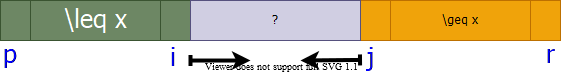 \leq x ? \geq x
p i j r
Viewer does not support full SVG 1.1